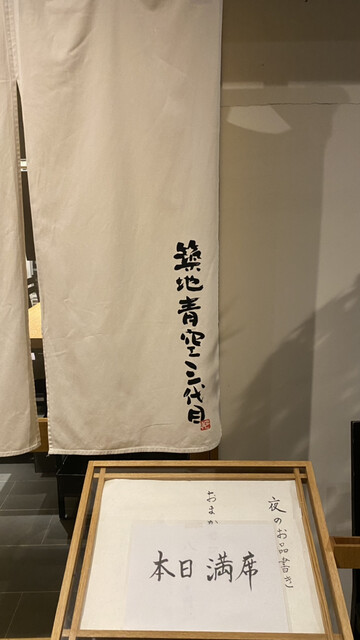 築地青空三代目
夜のお品書き
おまか
本日満席